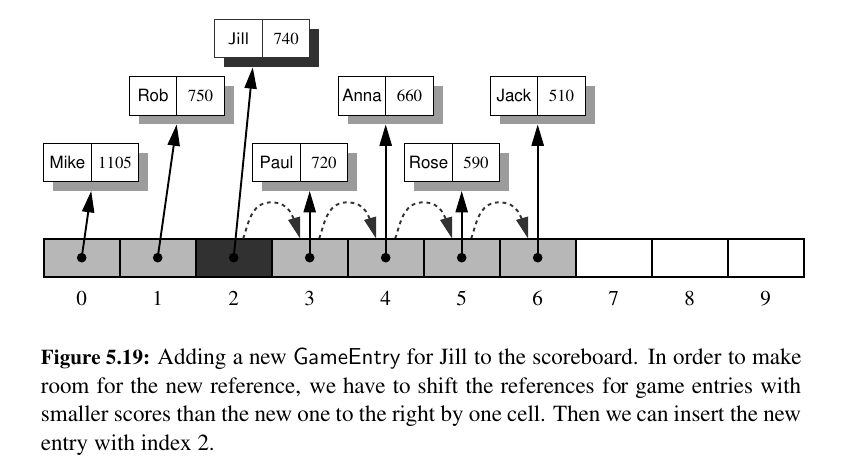 Jill 740
Rob 750
Anna 660
Jack 510
Mike 1105
Paul 720
Rose 590
0 1 2 3 4 5 6 7 8 9
Figure 5.19: Adding a new GameEntry for Jill to the scoreboard. In order to make
room for the new reference, we have to shift the references for game entries with
smaller scores than the new one to the right by one cell. Then we can insert the new
entry with index 2.